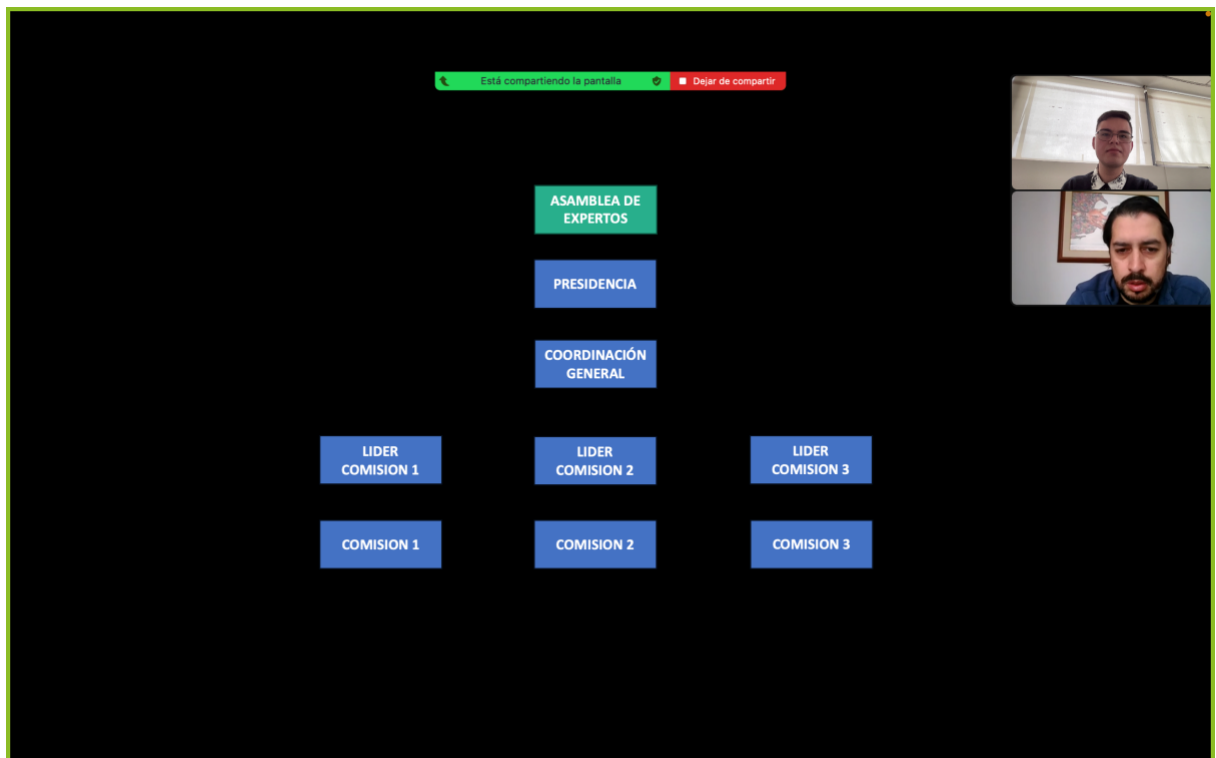 Está compartiendo la pantalla
Dejar de compartir
ASAMBLEA DE
EXPERTOS
PRESIDENCIA
COORDINACIÓN
GENERAL
LIDER
COMISION 1
LIDER
COMISION 2
LIDER
COMISION 3
COMISION 1
COMISION 2
COMISION 3